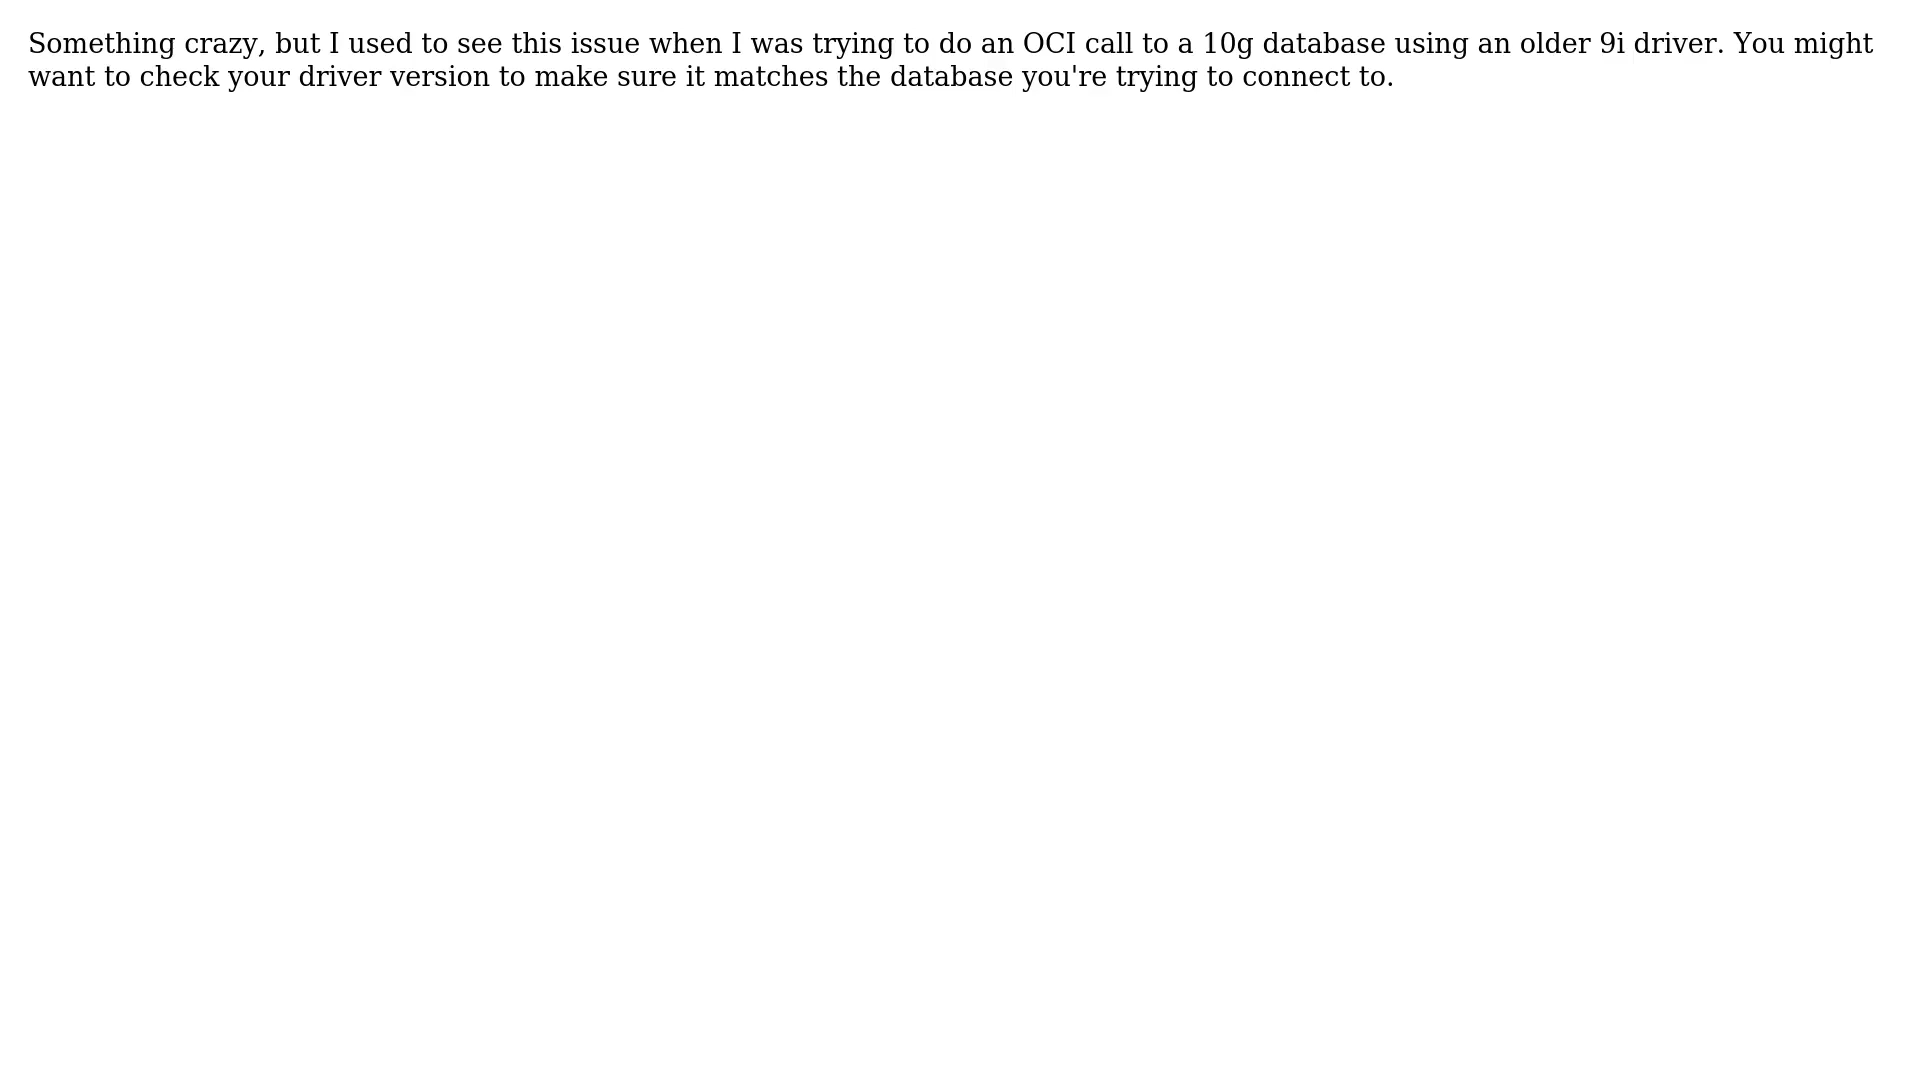 Something crazy, but I used to see this issue when I was trying to do an OCI call to a 10g database using an older 9i driver. You might
want to check your driver version to make sure it matches the database you're trying to connect to.